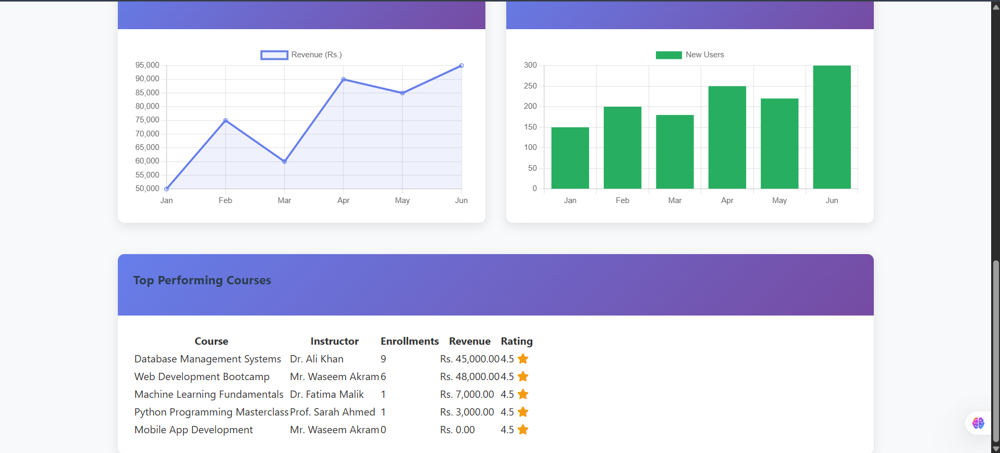 Revenue (Rs.)
95,000
90,000
85,000
80,000
75,000
70,000
65,000
60,000
55,000
50,000
Jan Feb Mar Apr May Jun
New Users
300
250
200
150
100
50
0
Jan Feb Mar Apr May Jun
Top Performing Courses
Course Instructor Enrollments Revenue Rating
Database Management Systems Dr. Ali Khan 9 Rs. 45,000.00 4.5
Web Development Bootcamp Mr. Waseem Akram 6 Rs. 48,000.00 4.5
Machine Learning Fundamentals Dr. Fatima Malik 1 Rs. 7,000.00 4.5
Python Programming Masterclass Prof. Sarah Ahmed 1 Rs. 3,000.00 4.5
Mobile App Development Mr. Waseem Akram 0 Rs. 0.00 4.5